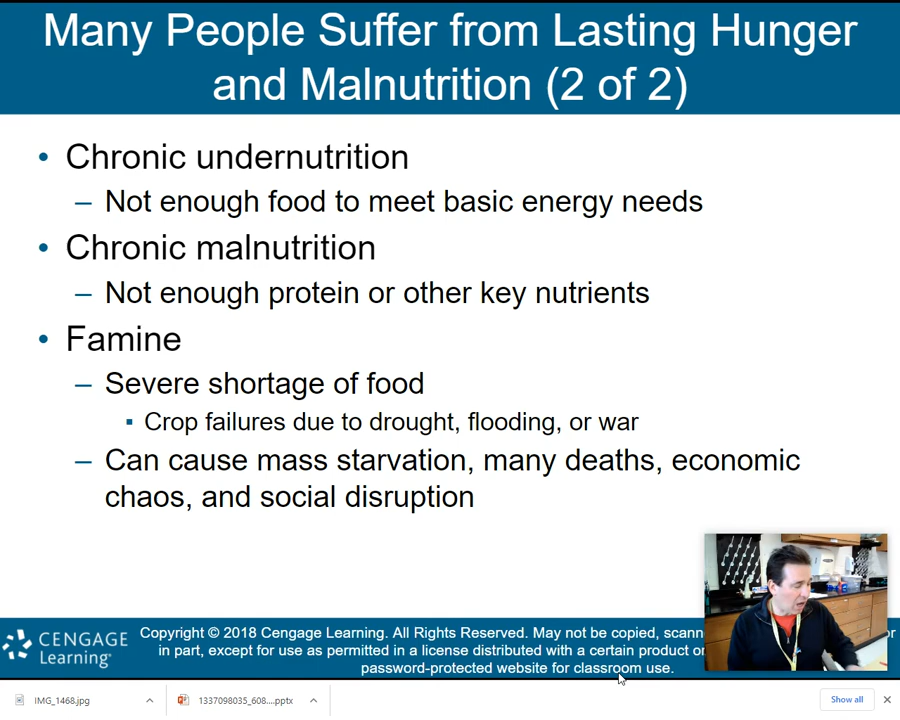 Many People Suffer from Lasting Hunger
and Malnutrition (2 of 2)
• Chronic undernutrition
– Not enough food to meet basic energy needs
• Chronic malnutrition
– Not enough protein or other key nutrients
• Famine
– Severe shortage of food
▪ Crop failures due to drought, flooding, or war
– Can cause mass starvation, many deaths, economic
chaos, and social disruption
CENGAGE
Learning®
Copyright © 2018 Cengage Learning. All Rights Reserved. May not be copied, scann or
in part, except for use as permitted in a license distributed with a certain product or
password-protected website for classroom use.
IMG_1468.jpg
1337098035_608....pptx
Show all